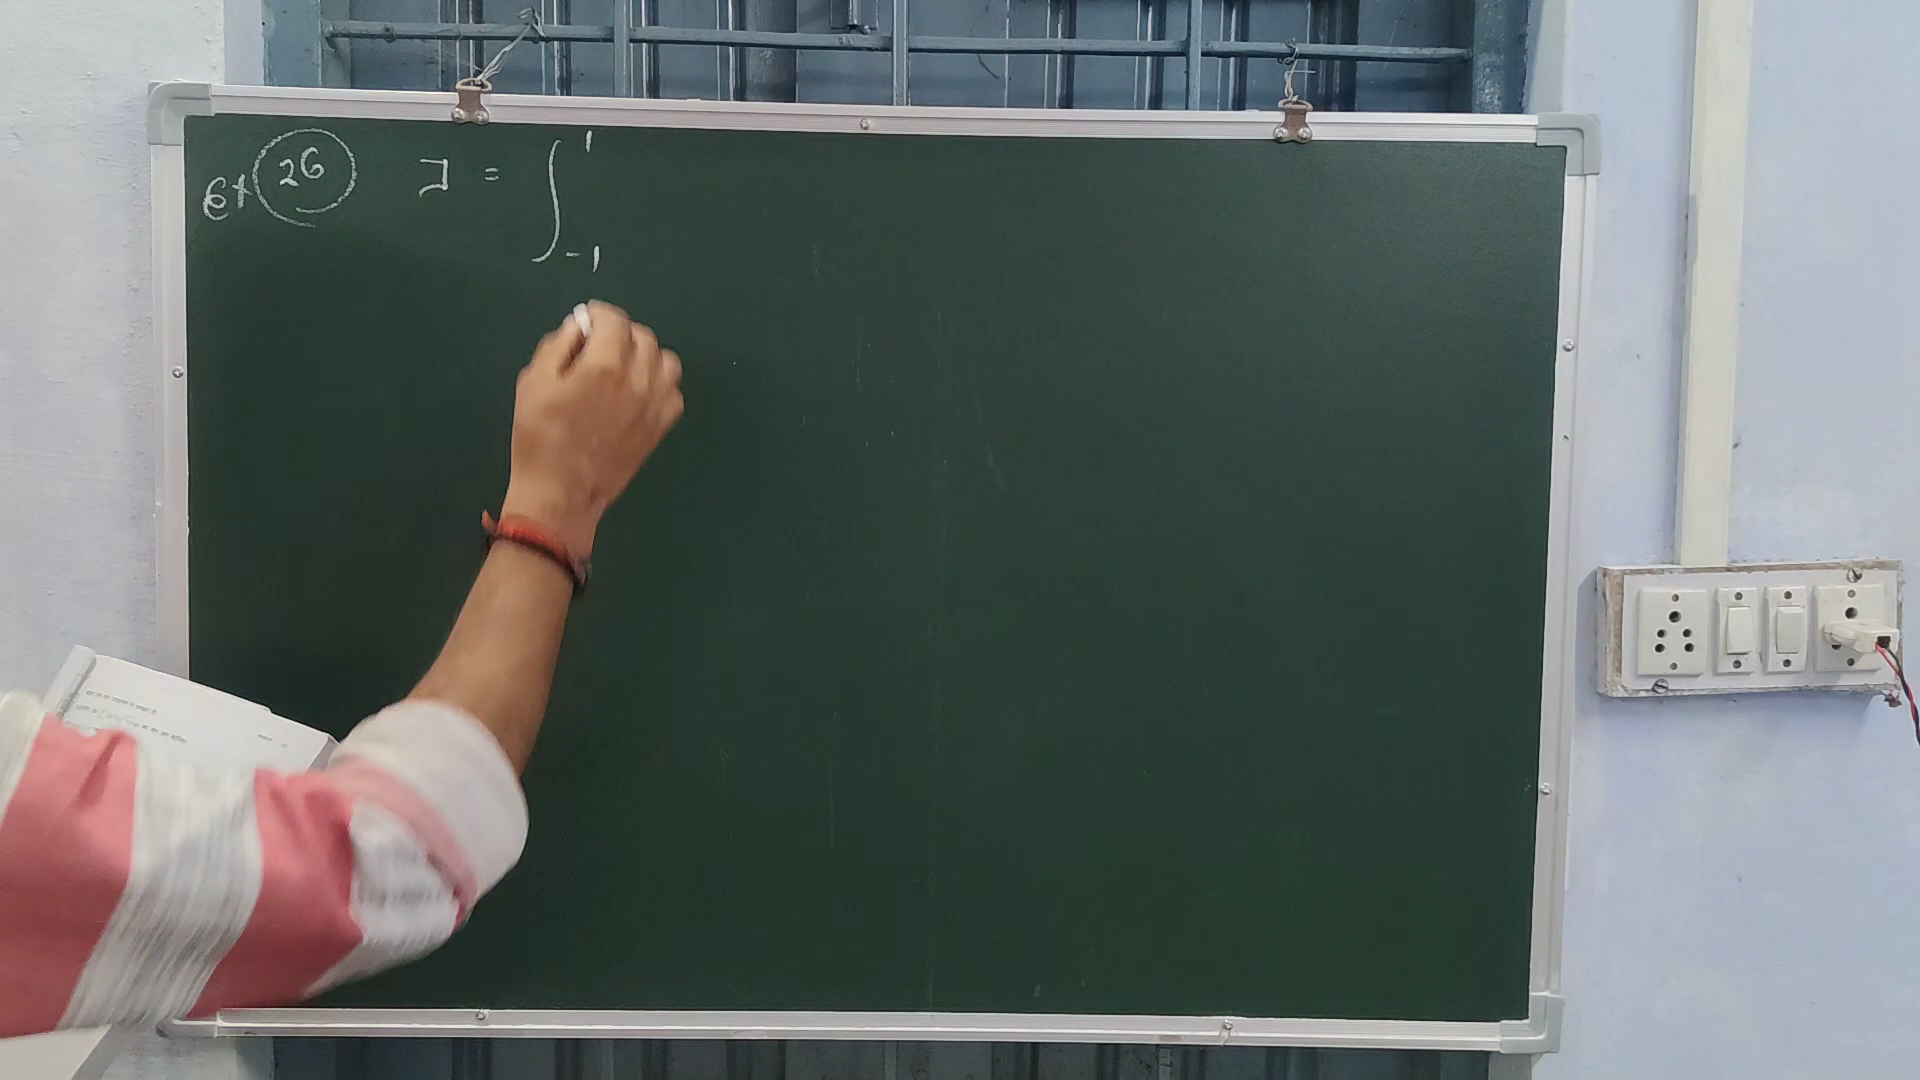 Ex 26 I = ∫_{-1}^{1}